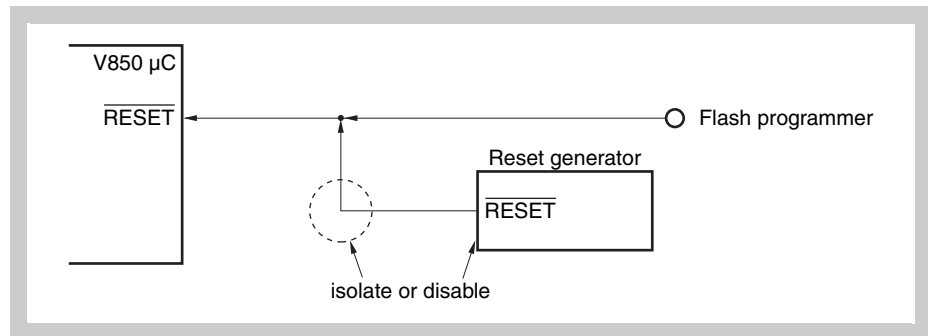 V850 µC
RESET
Flash programmer
Reset generator
RESET
isolate or disable